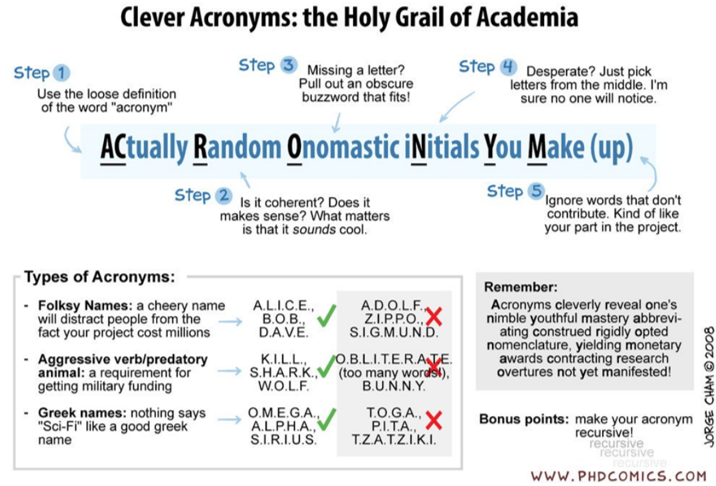 Clever Acronyms: the Holy Grail of Academia
Step 1
Use the loose definition
of the word "acronym"
Step 3
Missing a letter?
Pull out an obscure
buzzword that fits!
Step 4
Desperate? Just pick
letters from the middle. I'm
sure no one will notice.
ACtually Random Onomastic iNitials You Make (up)
Step 2
Is it coherent? Does it
makes sense? What matters
is that it sounds cool.
Step 5
Ignore words that don't
contribute. Kind of like
your part in the project.
Types of Acronyms:
- Folksy Names: a cheery name
will distract people from the
fact your project cost millions
A.L.I.C.E.,
B.O.B.,
D.A.V.E.
A.D.O.L.F.,
Z.I.P.P.O.,
S.I.G.M.U.N.D.
- Aggressive verb/predatory
animal: a requirement for
getting military funding
K.I.L.L.,
S.H.A.R.K.,
W.O.L.F.
O.B.L.I.T.E.R.A.T.E.
(too many words!),
B.U.N.N.Y.
- Greek names: nothing says
"Sci-Fi" like a good greek
name
O.M.E.G.A.,
A.L.P.H.A.,
S.I.R.I.U.S.
T.O.G.A.,
P.I.T.A.,
T.Z.A.T.Z.I.K.I.
Remember:
Acronyms cleverly reveal one's
nimble youthful mastery abbrevi-
ating construed rigidly opted
nomenclature, yielding monetary
awards contracting research
overtures not yet manifested!
Bonus points: make your acronym
recursive!
recursive
recursive
recursive
JORGE CHAM © 2008
WWW.PHDCOMICS.COM